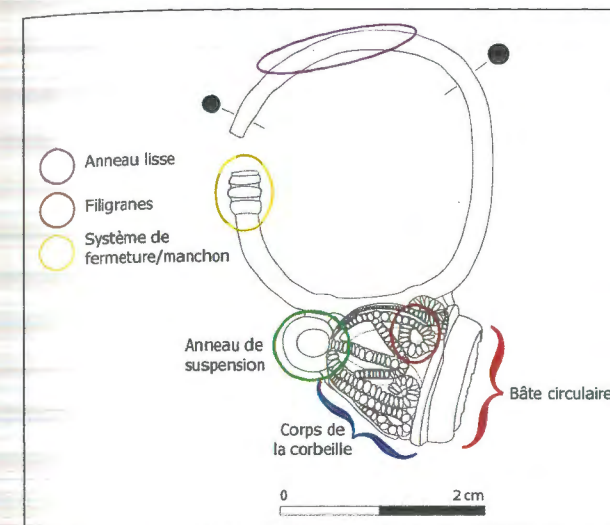 Anneau lisse
Filigranes
Système de
fermeture/manchon
Anneau de
suspension
Bâte circulaire
Corps de
la corbeille
0
2 cm